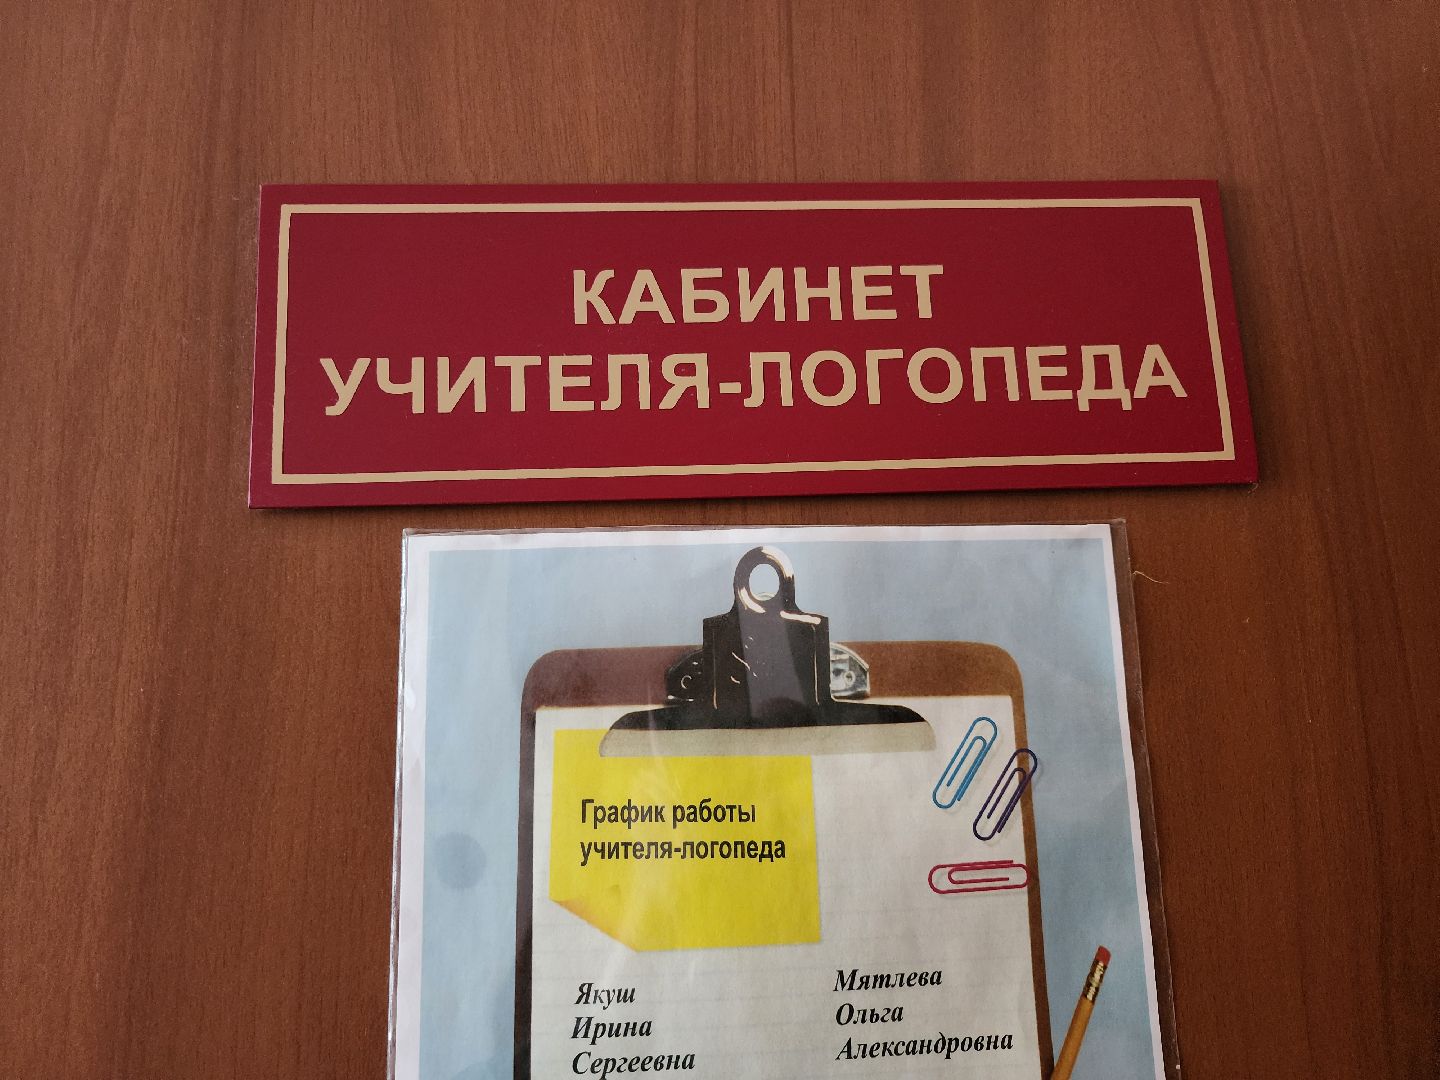 КАБИНЕТ
УЧИТЕЛЯ-ЛОГОПЕДА
График работы
учителя-логопеда
Якуш
Ирина
Сергеевна
Мятлева
Ольга
Александровна